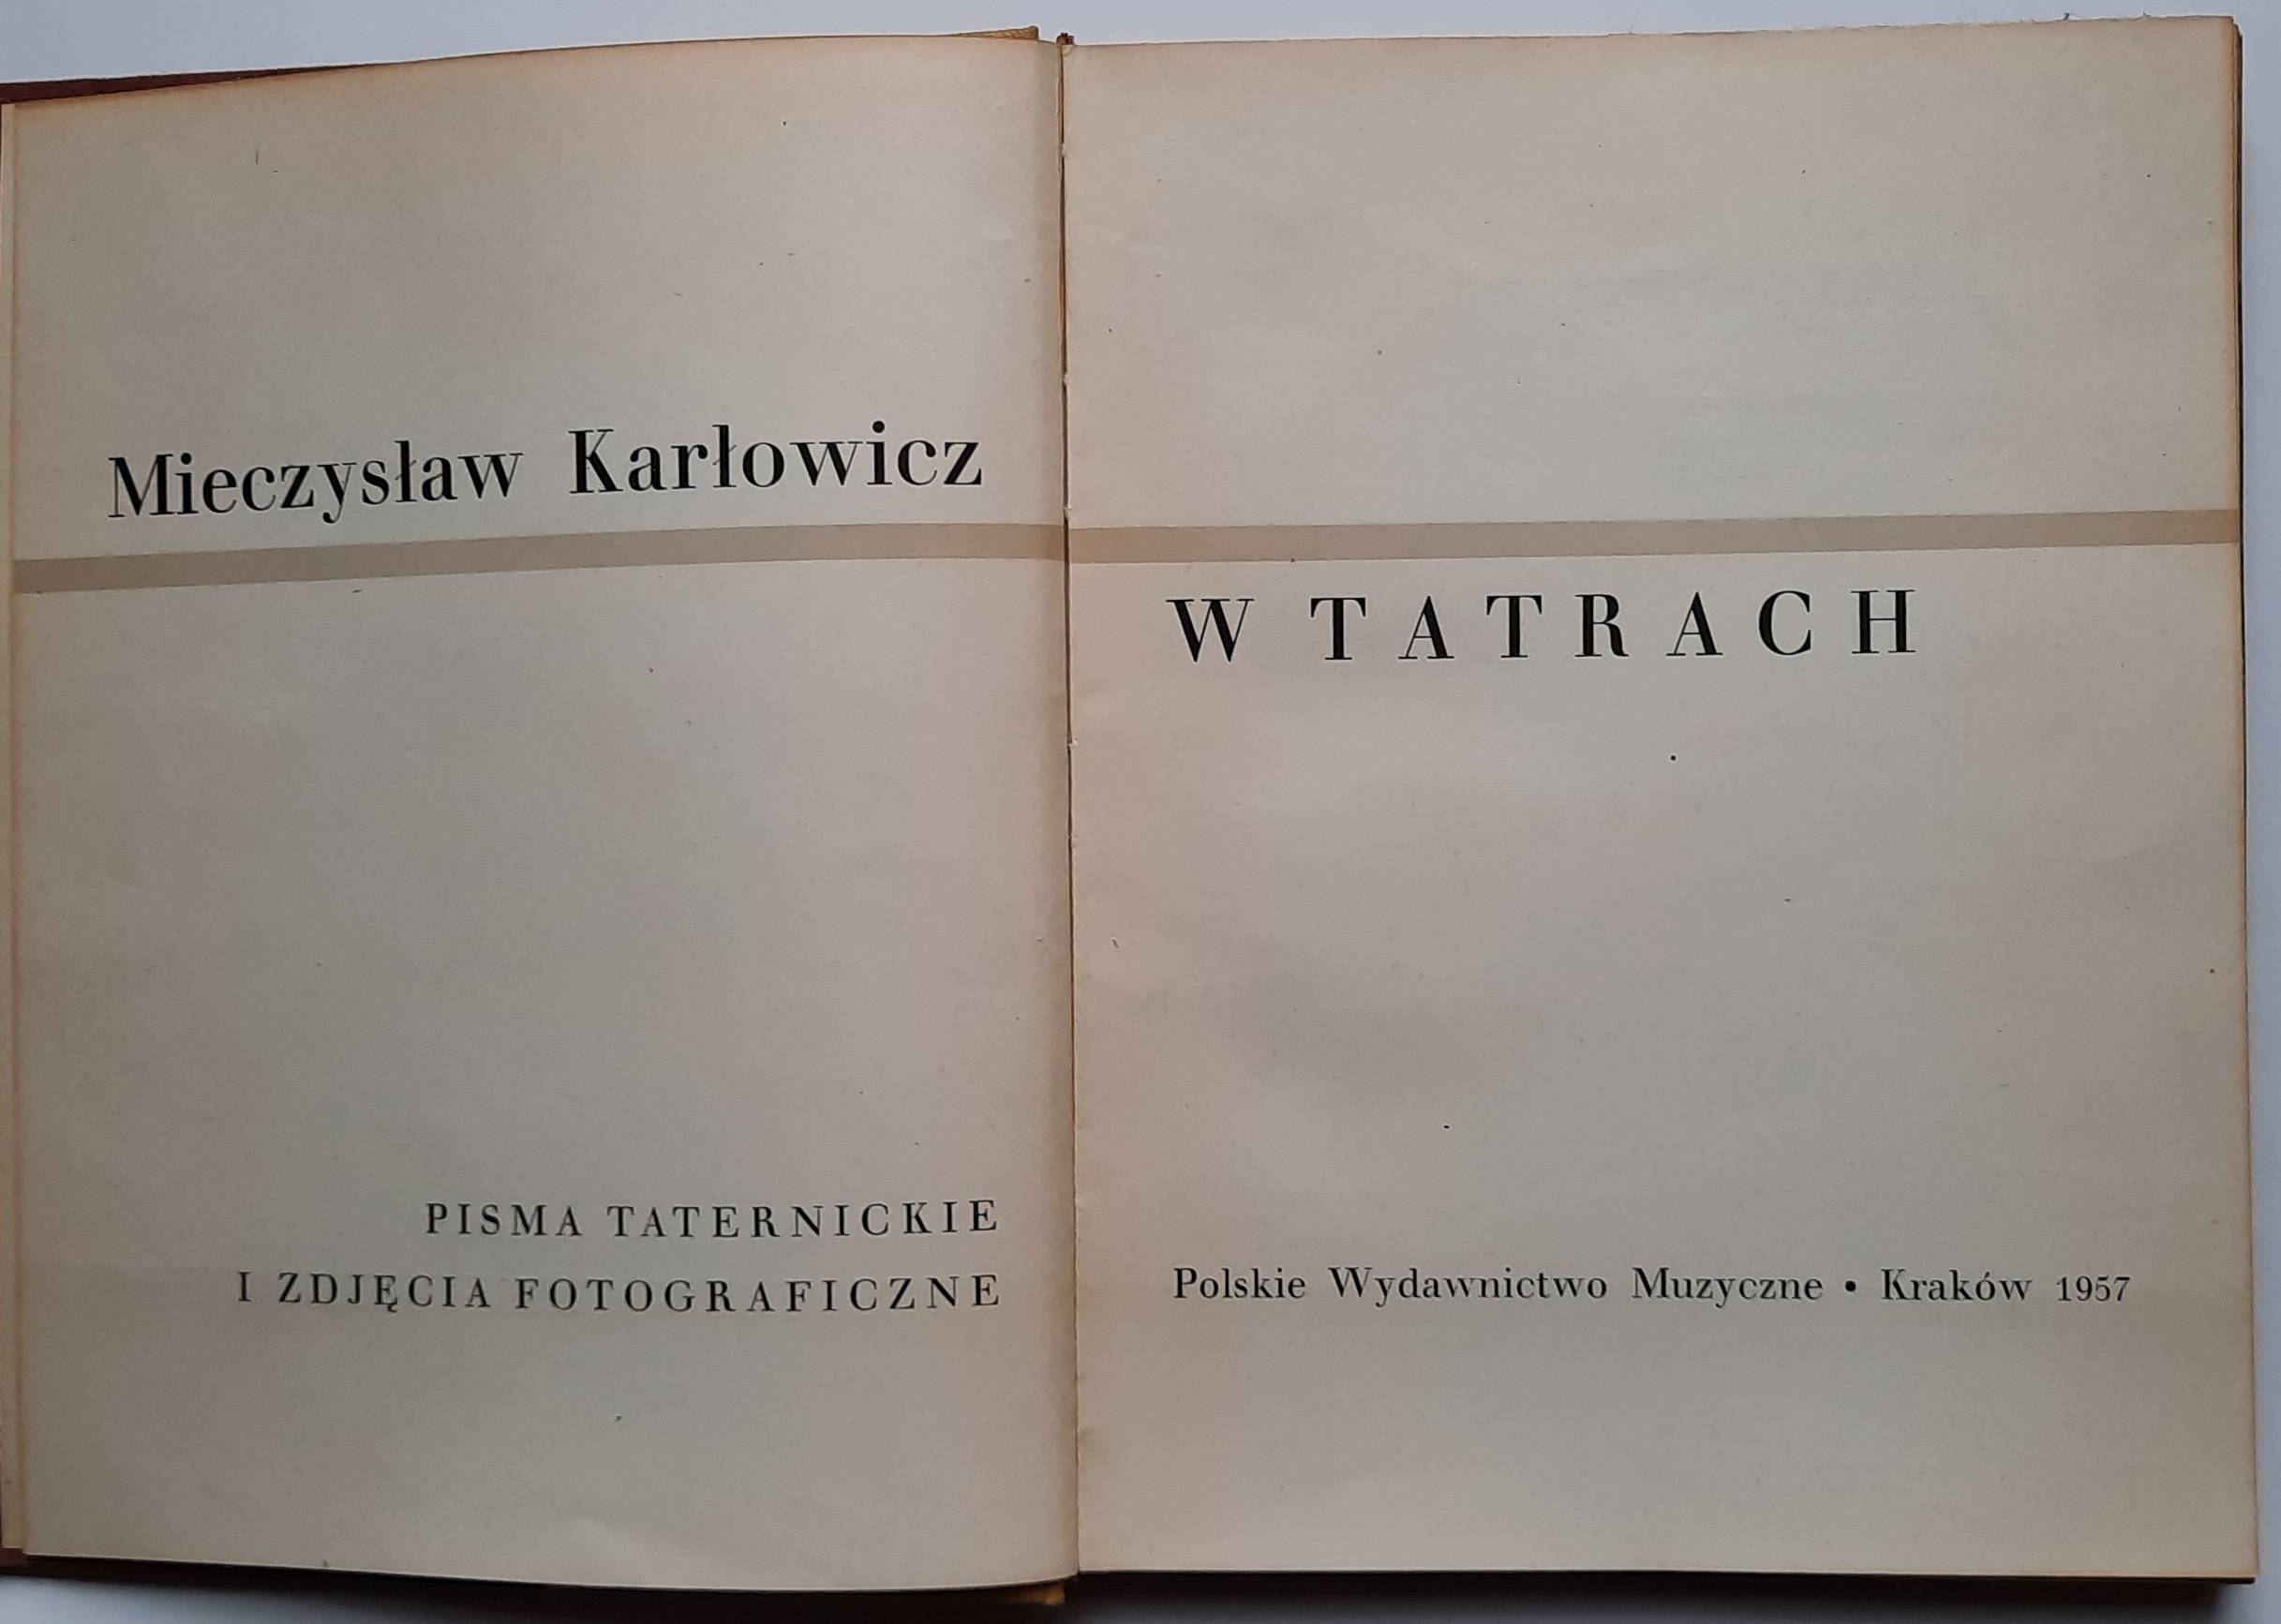 Mieczysław Karłowicz
PISMA TATERNICKIE
I ZDJĘCIA FOTOGRAFICZNE
W TATRACH
Polskie Wydawnictwo Muzyczne • Kraków 1957